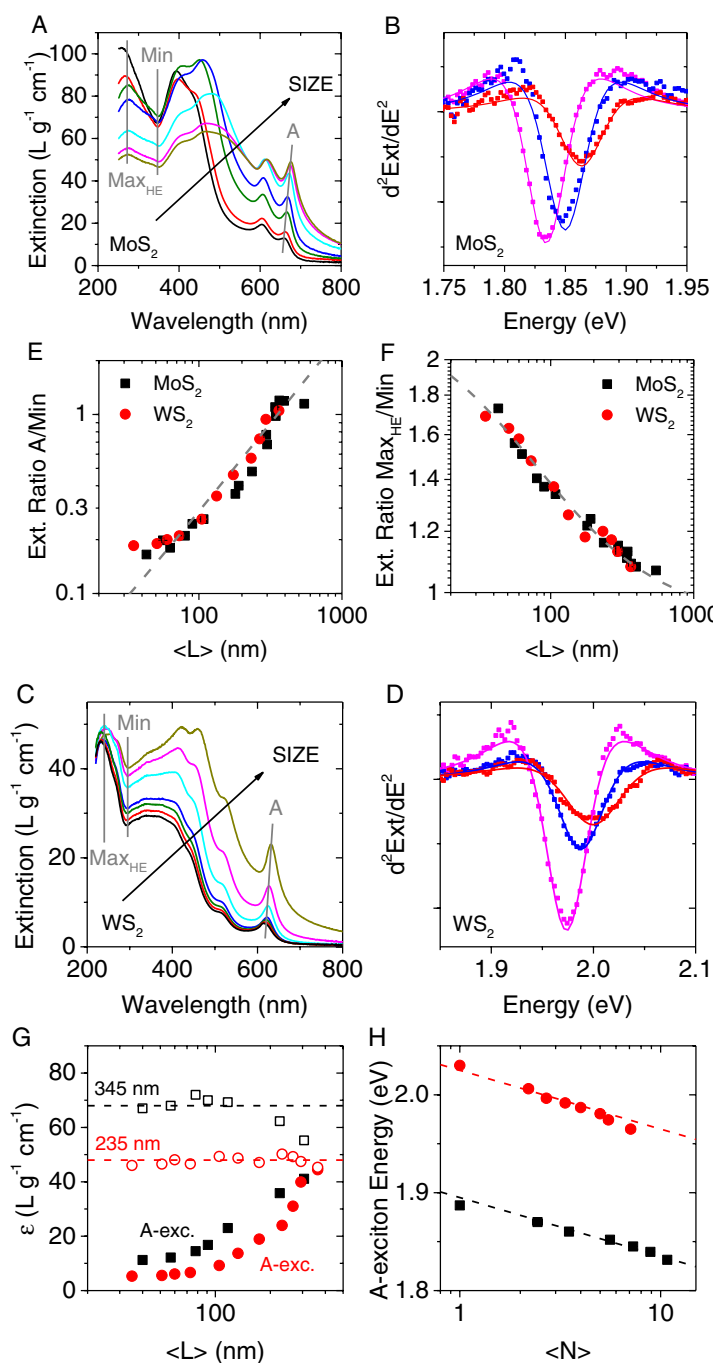 A
Extinction (L g⁻¹ cm⁻¹)
100
80
60
40
20
0
Min
SIZE
A
Max_HE
MoS₂
200 400 600 800
Wavelength (nm)
B
d²Ext/dE²
MoS₂
1.75 1.80 1.85 1.90 1.95
Energy (eV)
E
Ext. Ratio A/Min
1
0.3
0.1
MoS₂
WS₂
100 1000
<L> (nm)
F
Ext. Ratio Max_HE/Min
2
1.8
1.6
1.4
1.2
1
MoS₂
WS₂
100 1000
<L> (nm)
C
Extinction (L g⁻¹ cm⁻¹)
40
20
0
Min
SIZE
A
Max_HE
WS₂
200 400 600 800
Wavelength (nm)
D
d²Ext/dE²
WS₂
1.9 2.0 2.1
Energy (eV)
G
ε (L g⁻¹ cm⁻¹)
80
60
40
20
0
345 nm
235 nm
A-exc.
A-exc.
100
<L> (nm)
H
A-exciton Energy (eV)
2.0
1.9
1.8
1 10
<N>